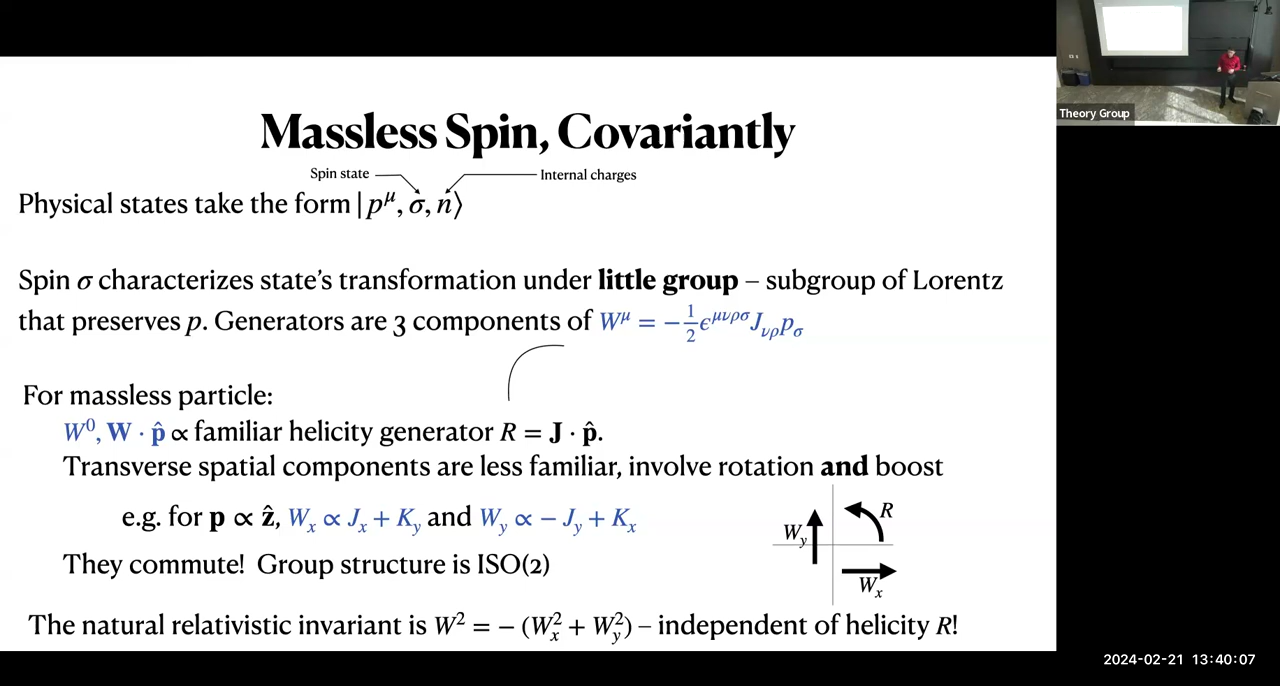 Massless Spin, Covariantly
Spin state
Internal charges
Physical states take the form |p^μ, σ, n⟩
Spin σ characterizes state's transformation under little group – subgroup of Lorentz
that preserves p. Generators are 3 components of W^μ = −1/2 ϵ^{μνρσ} J_{νρ} p_σ
For massless particle:
W^0, W · p̂ ∝ familiar helicity generator R = J · p̂.
Transverse spatial components are less familiar, involve rotation and boost
e.g. for p ∝ ẑ, W_x ∝ J_x + K_y and W_y ∝ − J_y + K_x
They commute! Group structure is ISO(2)
R
W_y
W_x
The natural relativistic invariant is W^2 = − (W_x^2 + W_y^2) – independent of helicity R!
Theory Group
2024-02-21 13:40:07